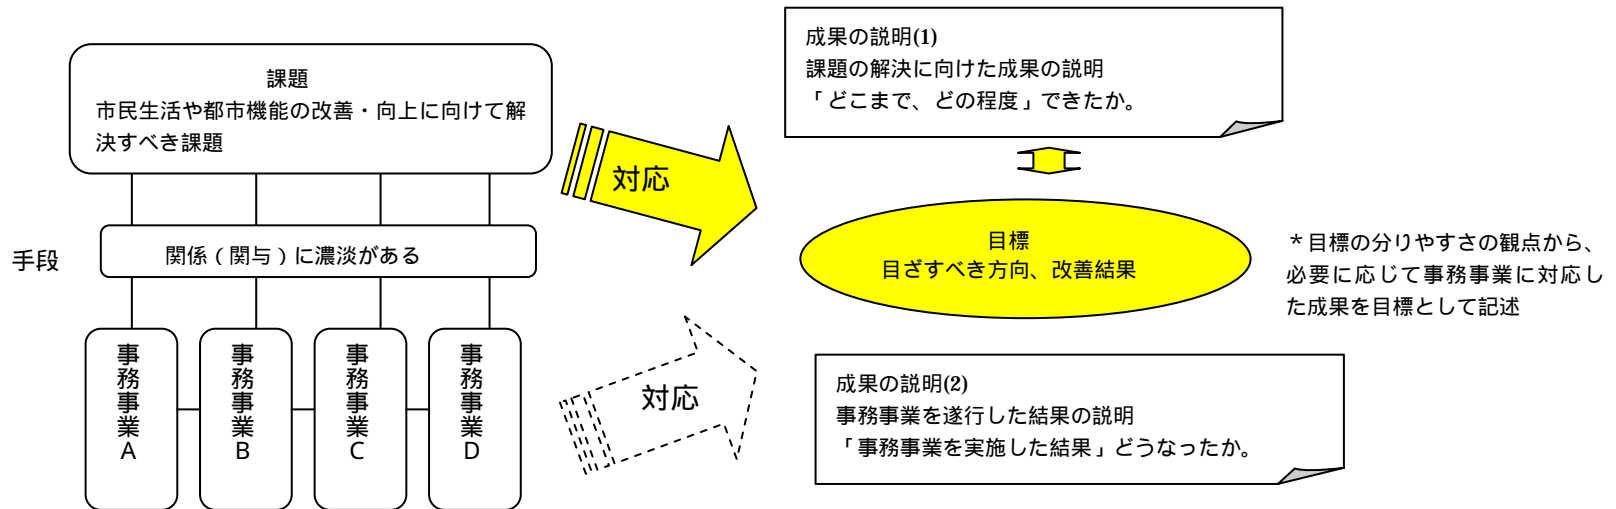 課題
市民生活や都市機能の改善・向上に向けて解
決すべき課題
手段
関係（関与）に濃淡がある
事務事業A
事務事業B
事務事業C
事務事業D
対応
対応
成果の説明(1)
課題の解決に向けた成果の説明
「どこまで、どの程度」できたか。
目標
目ざすべき方向、改善結果
＊目標の分りやすさの観点から、
必要に応じて事務事業に対応し
た成果を目標として記述
成果の説明(2)
事務事業を遂行した結果の説明
「事務事業を実施した結果」どうなったか。